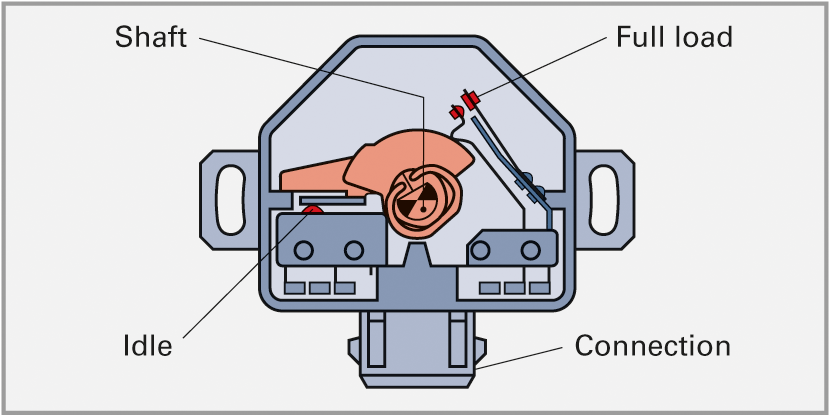 Shaft
Full load
Idle
Connection